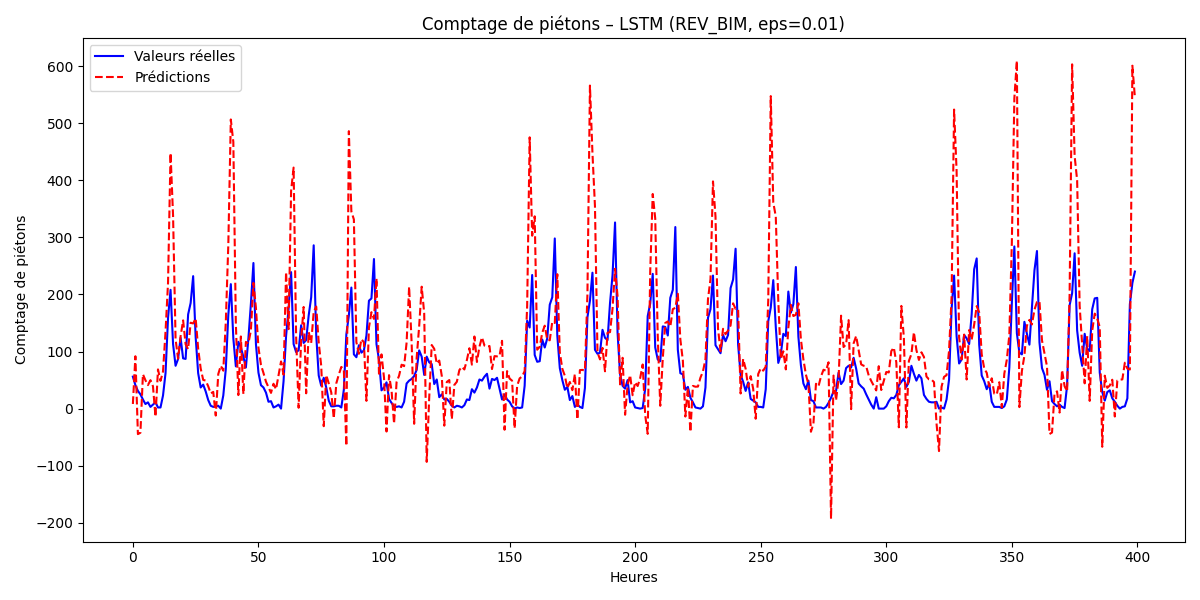 Comptage de piétons – LSTM (REV_BIM, eps=0.01)
Valeurs réelles
Prédictions
Comptage de piétons
600
500
400
300
200
100
0
−100
−200
0 50 100 150 200 250 300 350 400
Heures